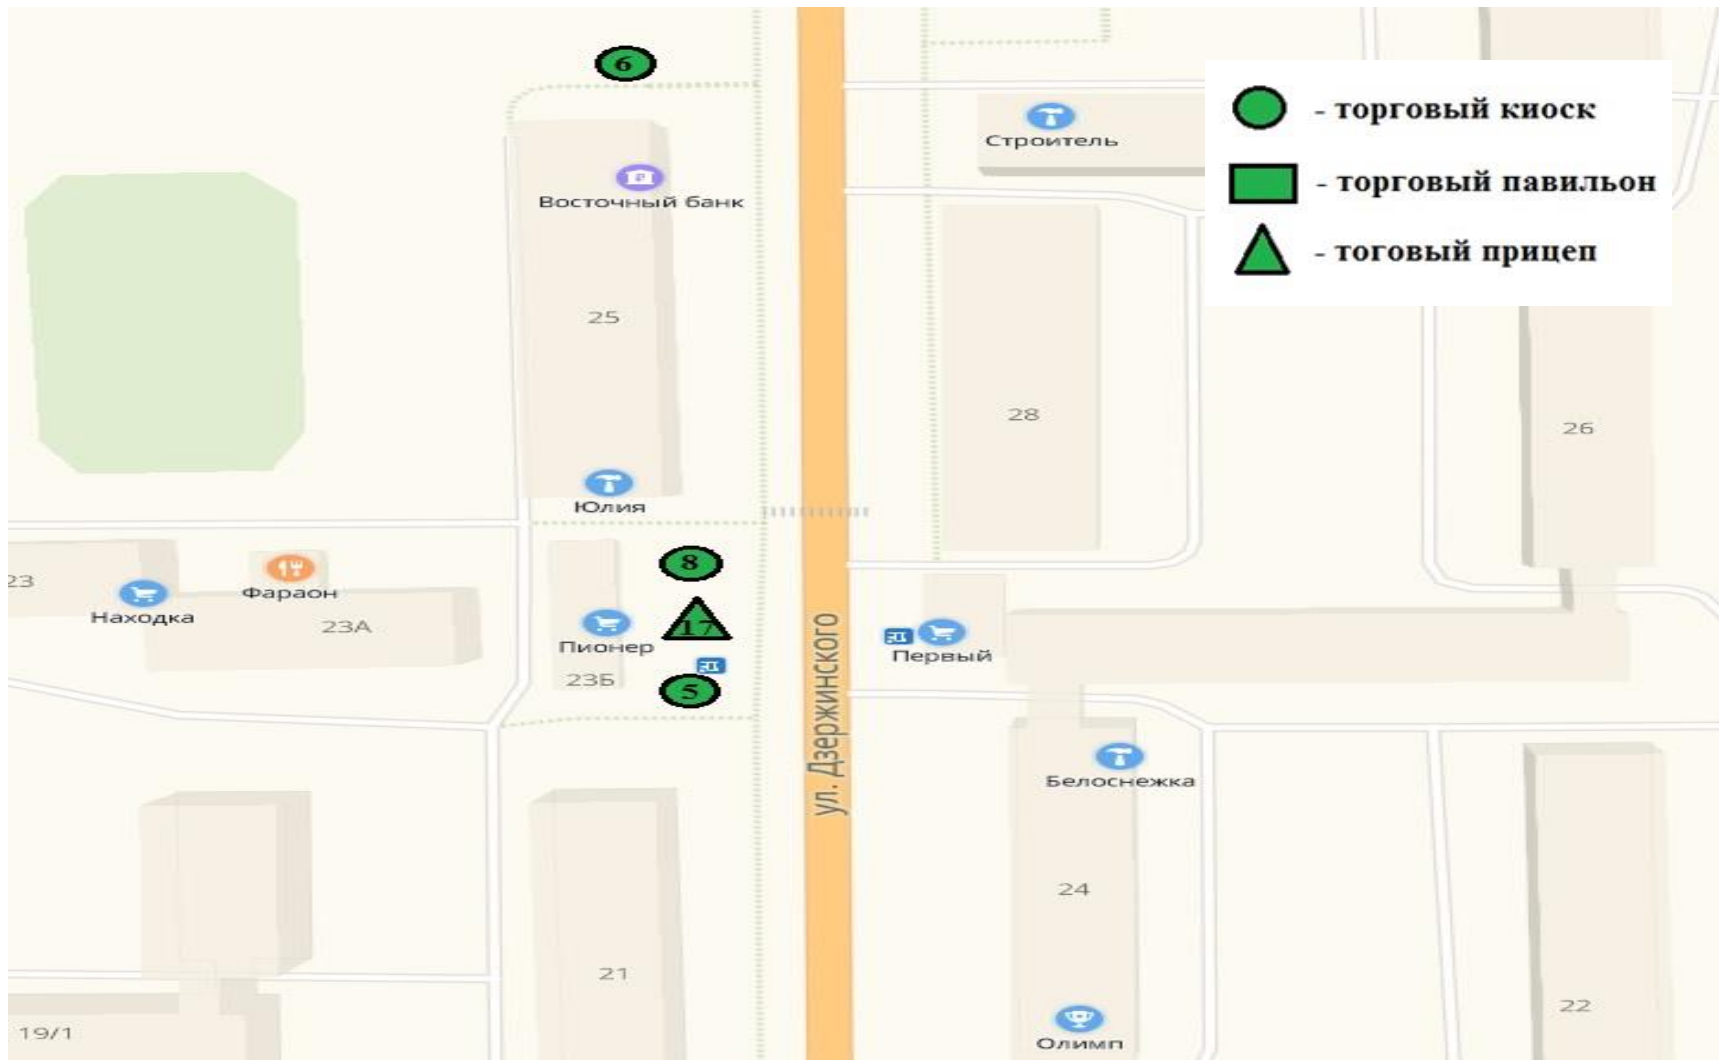 6
- торговый киоск
Строитель
- торговый павильон
Восточный банк
- тоговый прицеп
25
28
26
Юлия
8
23
Фараон
Находка
23А
17
Пионер
Первый
23Б
5
ул. Дзержинского
Белоснежка
24
21
22
19/1
Олимп